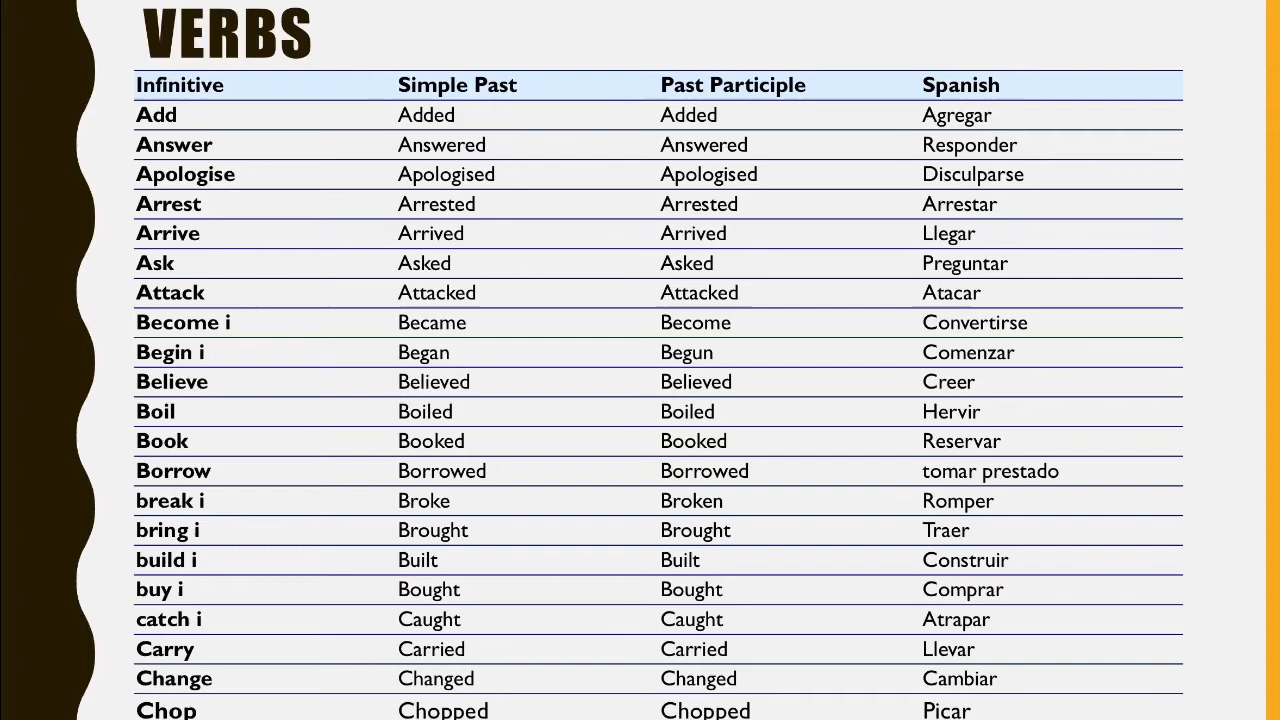 VERBS
Infinitive Simple Past Past Participle Spanish
Add Added Added Agregar
Answer Answered Answered Responder
Apologise Apologised Apologised Disculparse
Arrest Arrested Arrested Arrestar
Arrive Arrived Arrived Llegar
Ask Asked Asked Preguntar
Attack Attacked Attacked Atacar
Become i Became Become Convertirse
Begin i Began Begun Comenzar
Believe Believed Believed Creer
Boil Boiled Boiled Hervir
Book Booked Booked Reservar
Borrow Borrowed Borrowed tomar prestado
break i Broke Broken Romper
bring i Brought Brought Traer
build i Built Built Construir
buy i Bought Bought Comprar
catch i Caught Caught Atrapar
Carry Carried Carried Llevar
Change Changed Changed Cambiar
Chop Chopped Chopped Picar